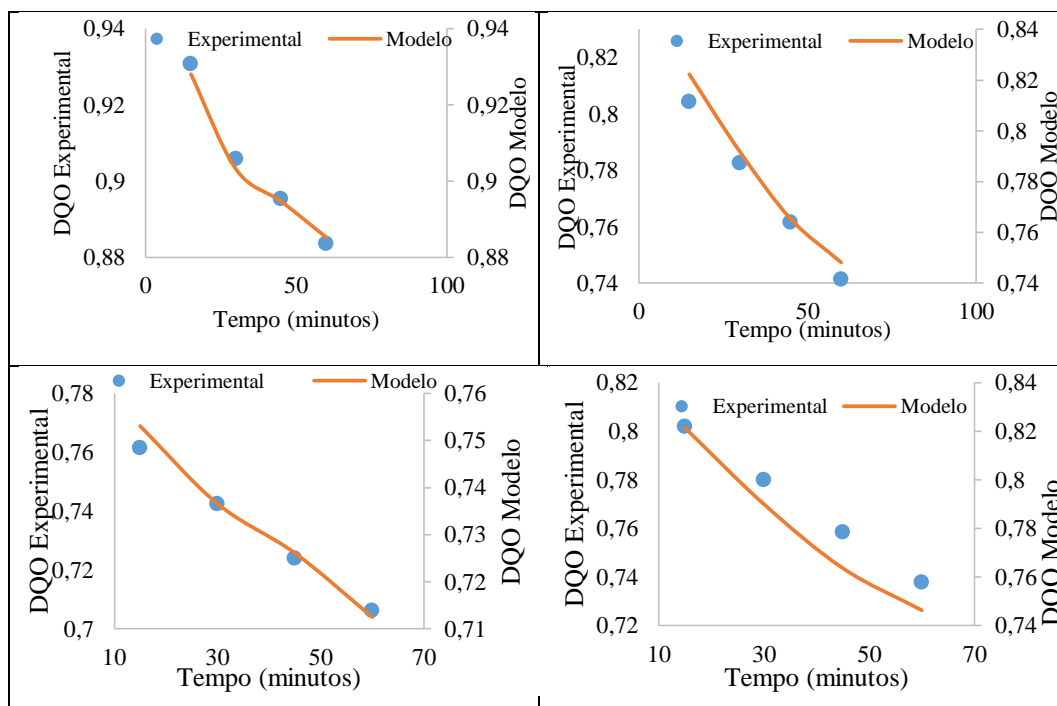 0,94
0,92
0,9
0,88
DQO Experimental
Experimental
Modelo
0,94
0,92
0,9
0,88
DQO Modelo
0
50
100
Tempo (minutos)
0,82
0,8
0,78
0,76
0,74
DQO Experimental
Experimental
Modelo
0,84
0,82
0,8
0,78
0,76
0,74
DQO Modelo
0
50
100
Tempo (minutos)
0,78
0,76
0,74
0,72
0,7
DQO Experimental
Experimental
Modelo
0,76
0,75
0,74
0,73
0,72
0,71
DQO Modelo
10
30
50
70
Tempo (minutos)
0,82
0,8
0,78
0,76
0,74
0,72
DQO Experimental
Experimental
Modelo
0,84
0,82
0,8
0,78
0,76
0,74
DQO Modelo
10
30
50
70
Tempo (minutos)